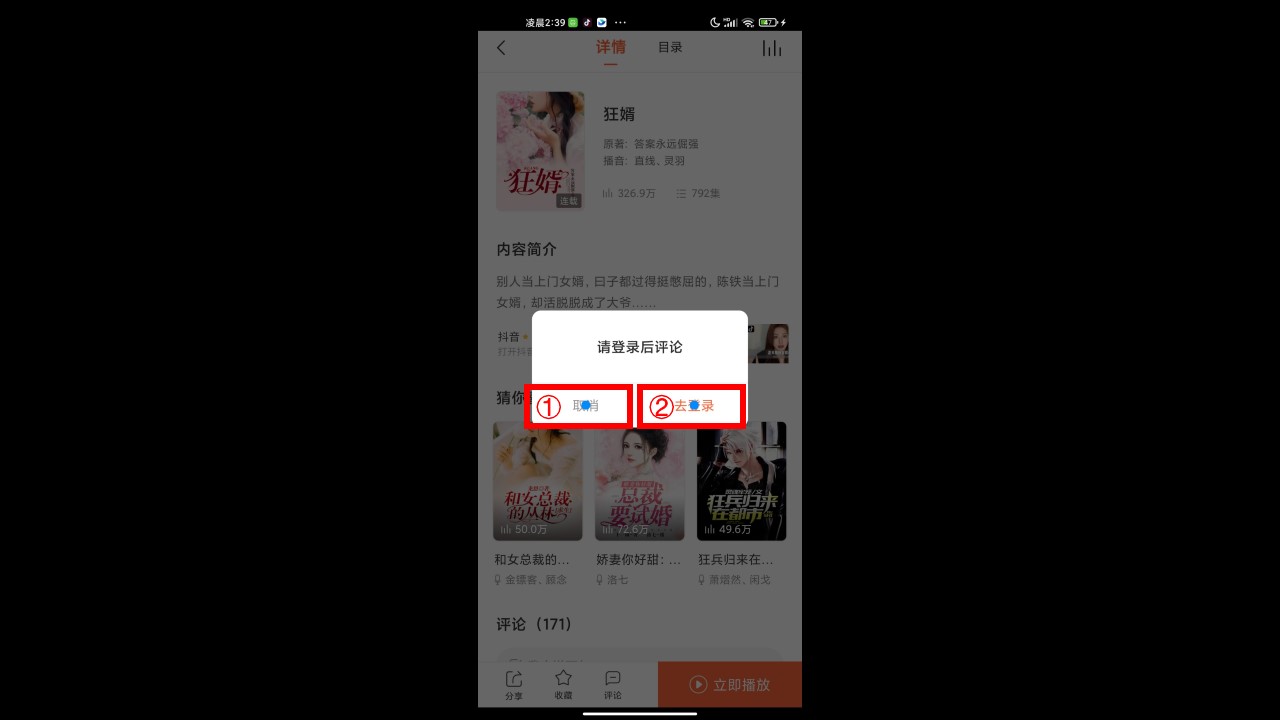 凌晨2:39
47
详情 目录
狂婿
原著：答案永远倔强
播音：直线、灵羽
326.9万 792集
狂婿
连载
内容简介
别人当上门女婿，日子都过得挺憋屈的，陈铁当上门
女婿，却活脱脱成了大爷……
抖音
打开抖音
请登录后评论
① 取消 ② 去登录
猜你
和女总裁
的丛林
50.0万
总裁
要试婚
72.6万
狂兵归来
在都市
49.6万
和女总裁的... 娇妻你好甜：... 狂兵归来在...
金镖客、顾念 洛七 萧熠然、闲戈
评论（171）
分享 收藏 评论 立即播放